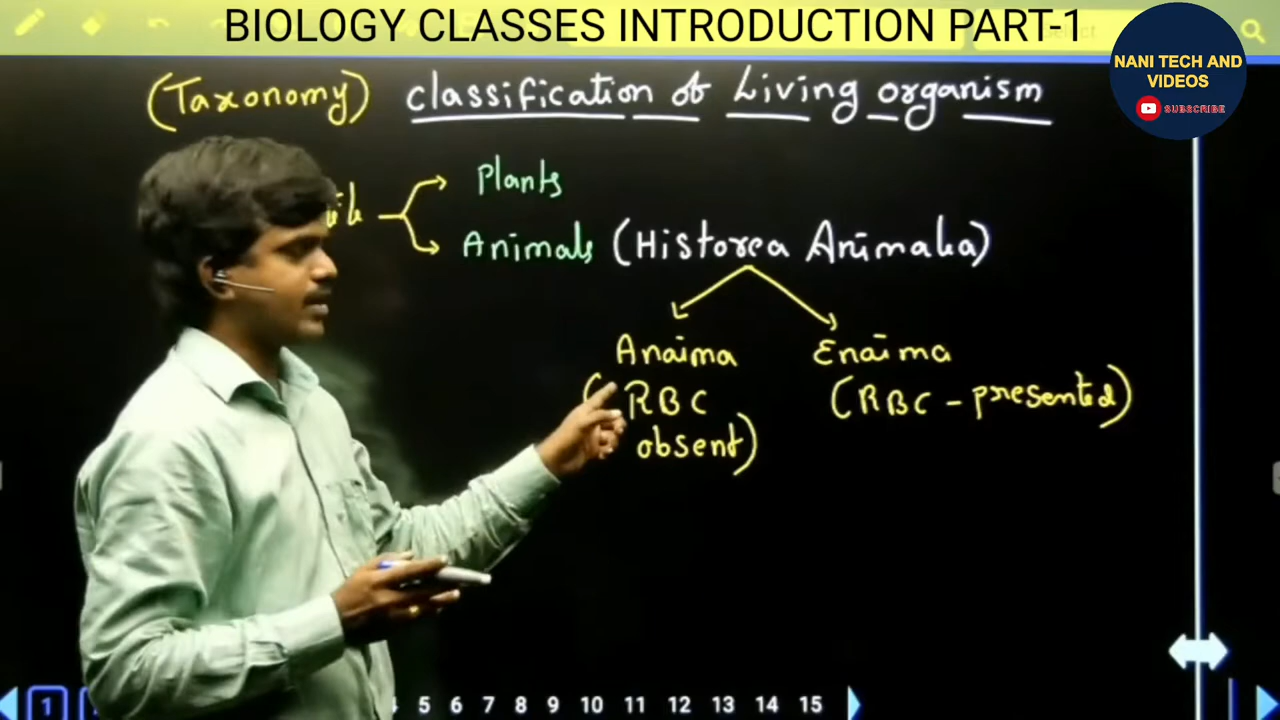 BIOLOGY CLASSES INTRODUCTION PART-1
NANI TECH AND
VIDEOS
SUBSCRIBE
(Taxonomy) classification of Living organism
Plants
Animals (Historea Animalia)
Anaima Enaima
(RBC (RBC - presented)
absent)
1 5 6 7 8 9 10 11 12 13 14 15